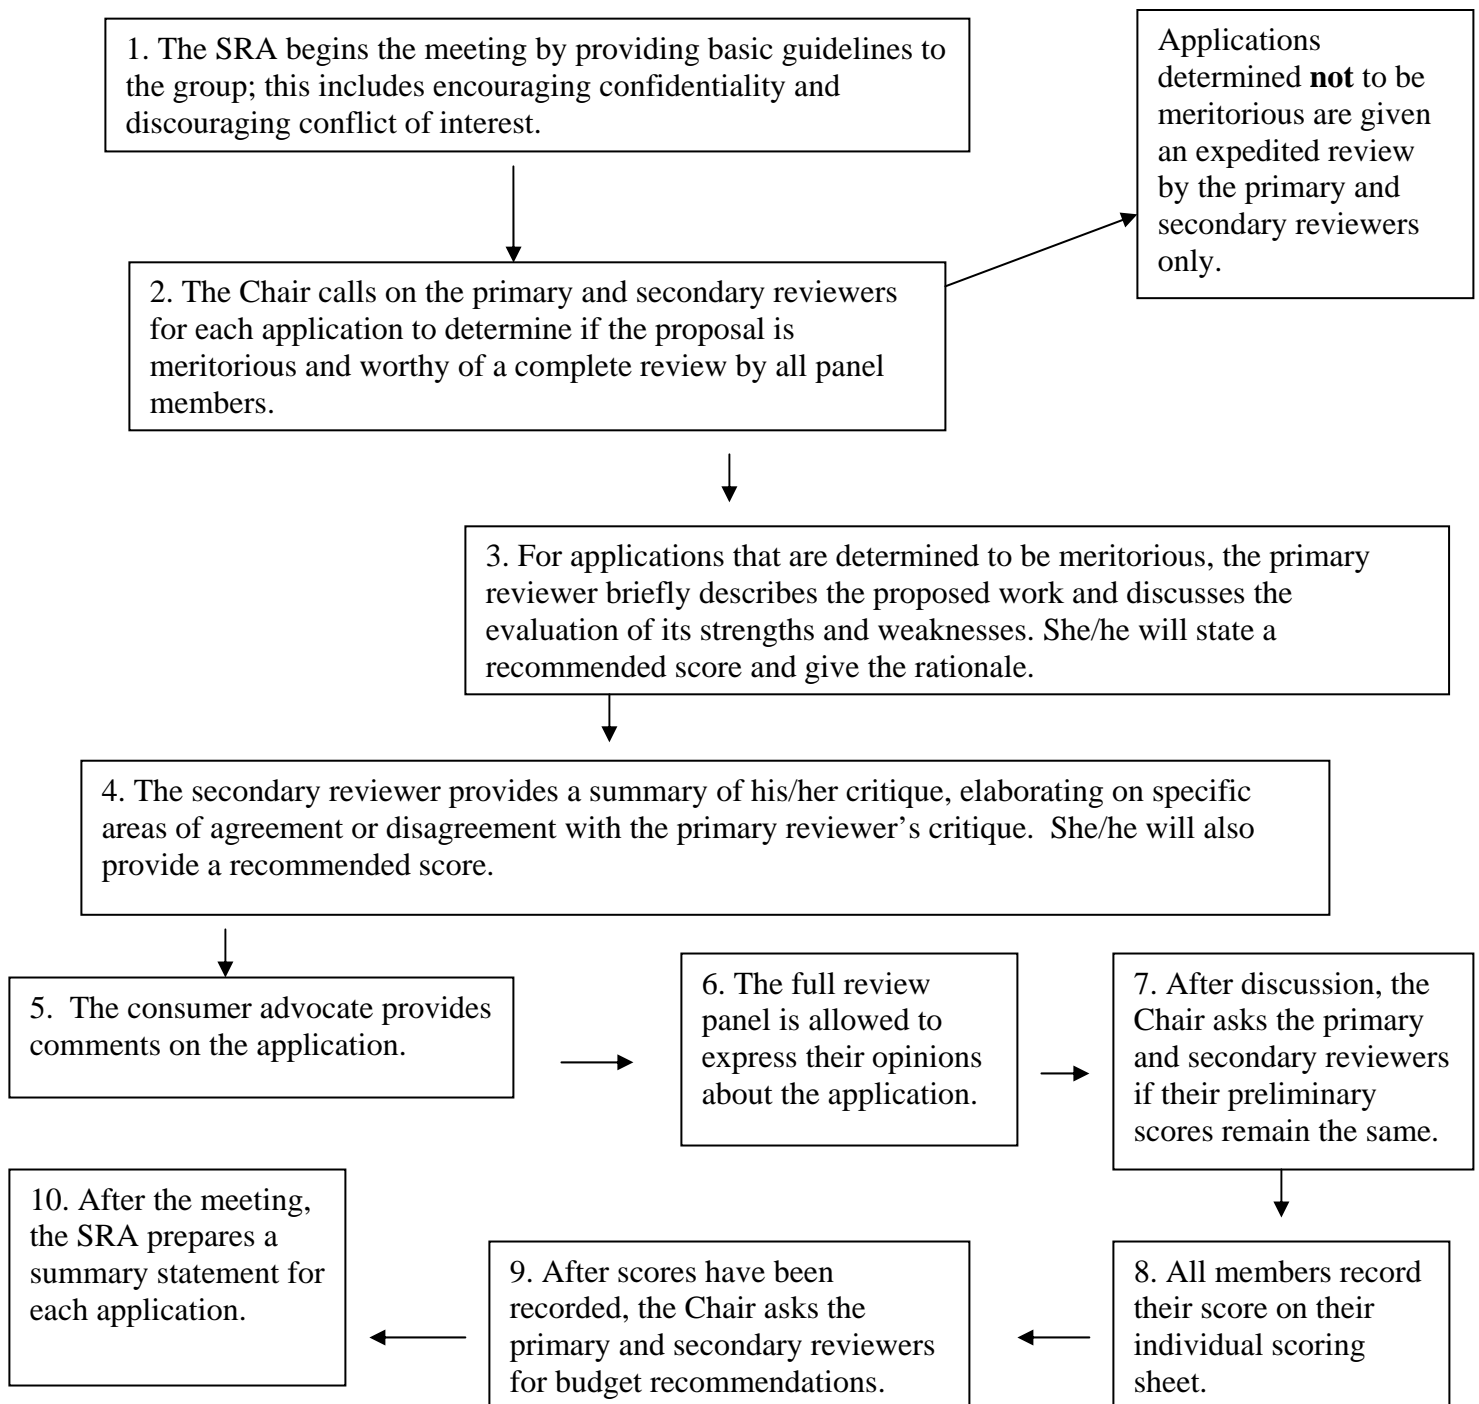 1. The SRA begins the meeting by providing basic guidelines to
the group; this includes encouraging confidentiality and
discouraging conflict of interest.
Applications
determined not to be
meritorious are given
an expedited review
by the primary and
secondary reviewers
only.
2. The Chair calls on the primary and secondary reviewers
for each application to determine if the proposal is
meritorious and worthy of a complete review by all panel
members.
3. For applications that are determined to be meritorious, the primary
reviewer briefly describes the proposed work and discusses the
evaluation of its strengths and weaknesses. She/he will state a
recommended score and give the rationale.
4. The secondary reviewer provides a summary of his/her critique, elaborating on specific
areas of agreement or disagreement with the primary reviewer’s critique.  She/he will also
provide a recommended score.
5.  The consumer advocate provides
comments on the application.
6. The full review
panel is allowed to
express their opinions
about the application.
7. After discussion, the
Chair asks the primary
and secondary reviewers
if their preliminary
scores remain the same.
8. All members record
their score on their
individual scoring
sheet.
9. After scores have been
recorded, the Chair asks the
primary and secondary reviewers
for budget recommendations.
10. After the meeting,
the SRA prepares a
summary statement for
each application.